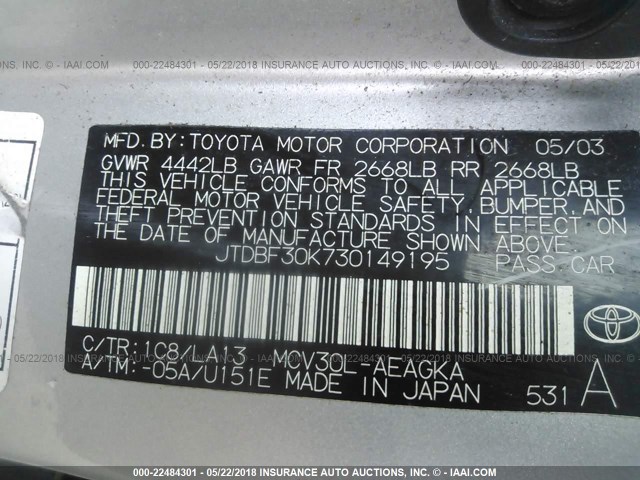 000-22484301 - 05/22/2018 INSURANCE AUTO AUCTIONS, INC. - © IAAI.COM
MFD. BY: TOYOTA MOTOR CORPORATION 05/03
GVWR 4442LB GAWR FR 2668LB RR 2668LB
THIS VEHICLE CONFORMS TO ALL APPLICABLE
FEDERAL MOTOR VEHICLE SAFETY, BUMPER, AND
THEFT PREVENTION STANDARDS IN EFFECT ON
THE DATE OF MANUFACTURE SHOWN ABOVE.
JTDBF30K730149195 PASS.CAR
C/TR: 1C8/LA13 MCV30L-AEAGKA
A/TM: -05A/U151E MADE IN JAPAN 531 A
000-22484301 - 05/22/2018 INSURANCE AUTO AUCTIONS, INC. - © IAAI.COM